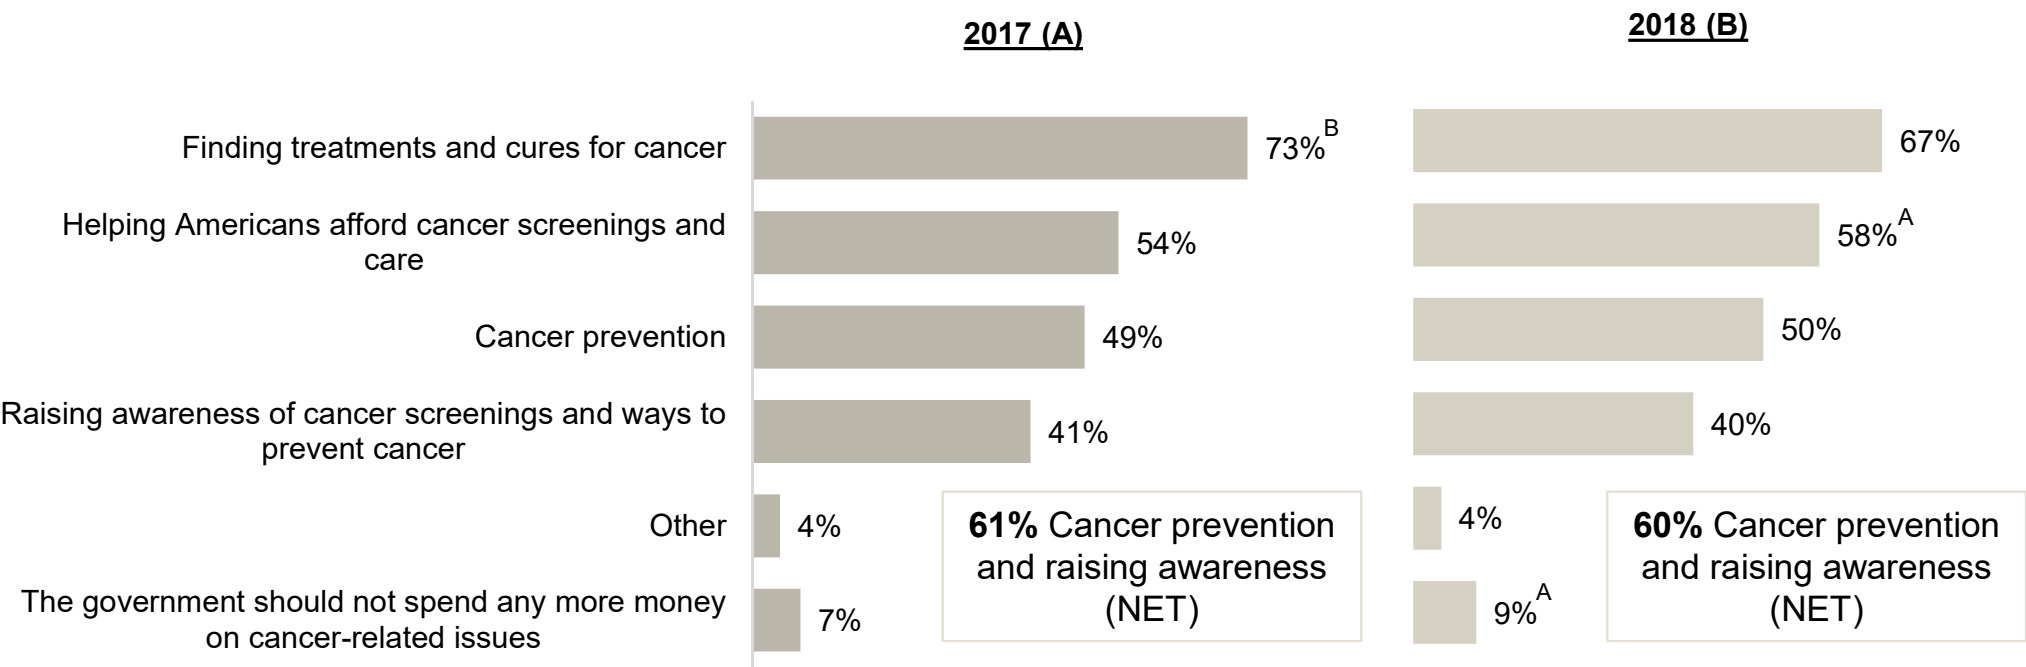 2017 (A)
2018 (B)
Finding treatments and cures for cancer
73%B
67%
Helping Americans afford cancer screenings and
care
54%
58%A
Cancer prevention
49%
50%
Raising awareness of cancer screenings and ways to
prevent cancer
41%
40%
Other
4%
4%
The government should not spend any more money
on cancer-related issues
7%
9%A
61% Cancer prevention
and raising awareness
(NET)
60% Cancer prevention
and raising awareness
(NET)